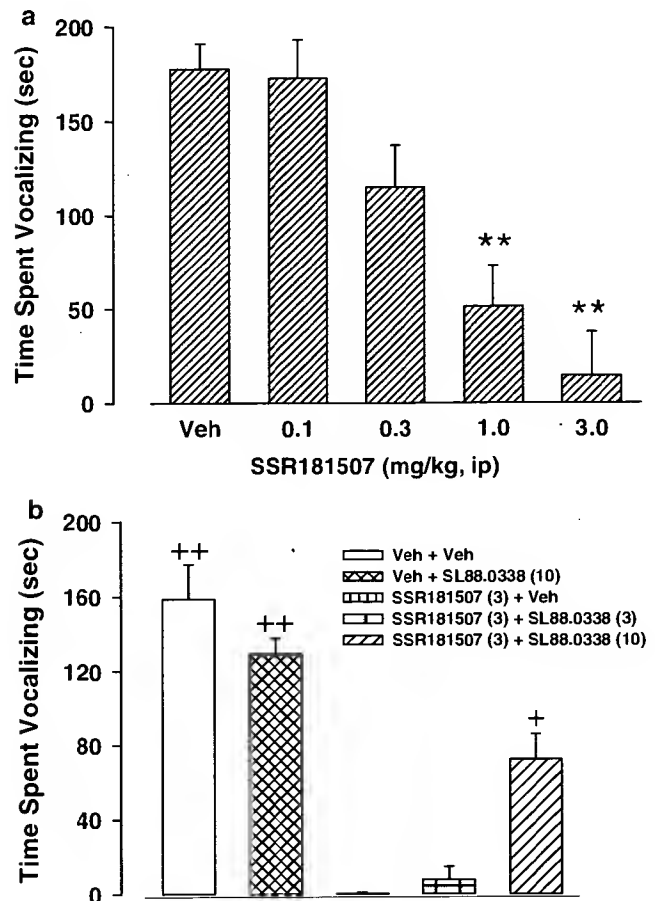 a
200
150
100
50
0
Time Spent Vocalizing (sec)
**
**
Veh 0.1 0.3 1.0 3.0
SSR181507 (mg/kg, ip)
b
200
160
120
80
40
0
Time Spent Vocalizing (sec)
++
++
+
Veh + Veh
Veh + SL88.0338 (10)
SSR181507 (3) + Veh
SSR181507 (3) + SL88.0338 (3)
SSR181507 (3) + SL88.0338 (10)